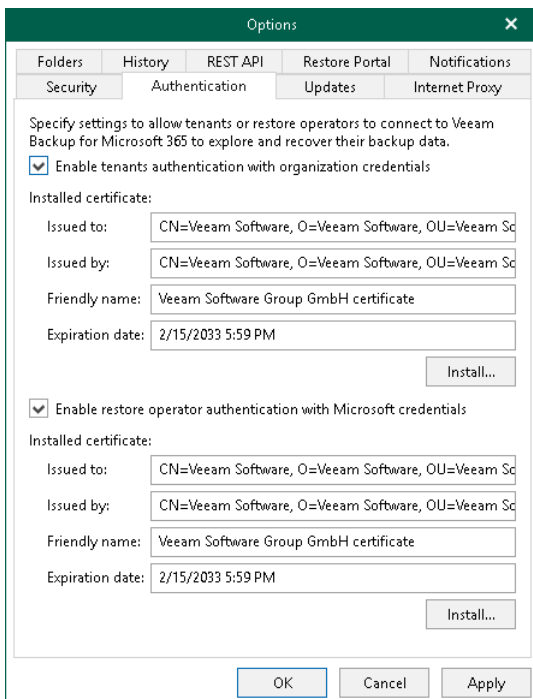 Options
Folders History REST API Restore Portal Notifications
Security Authentication Updates Internet Proxy
Specify settings to allow tenants or restore operators to connect to Veeam
Backup for Microsoft 365 to explore and recover their backup data.
Enable tenants authentication with organization credentials
Installed certificate:
Issued to: CN=Veeam Software, O=Veeam Software, OU=Veeam Sc
Issued by: CN=Veeam Software, O=Veeam Software, OU=Veeam Sc
Friendly name: Veeam Software Group GmbH certificate
Expiration date: 2/15/2033 5:59 PM
Install...
Enable restore operator authentication with Microsoft credentials
Installed certificate:
Issued to: CN=Veeam Software, O=Veeam Software, OU=Veeam Sc
Issued by: CN=Veeam Software, O=Veeam Software, OU=Veeam Sc
Friendly name: Veeam Software Group GmbH certificate
Expiration date: 2/15/2033 5:59 PM
Install...
OK Cancel Apply